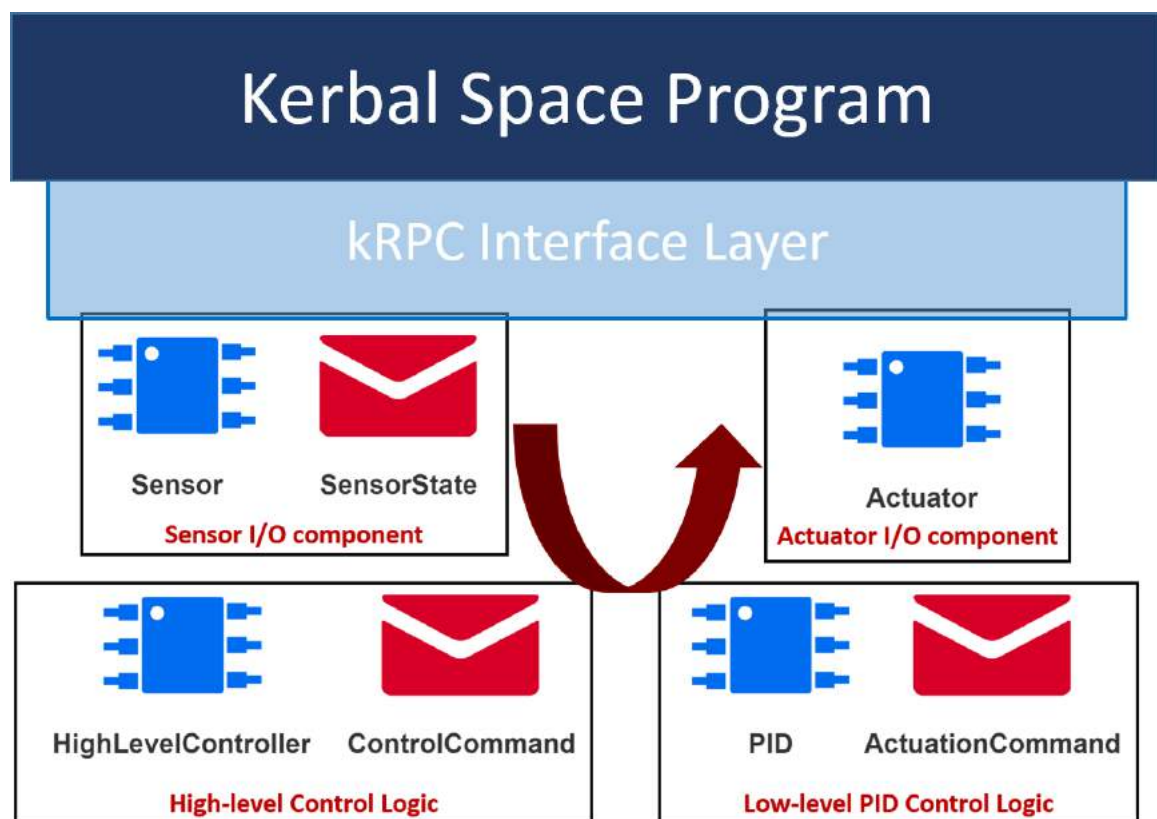 Kerbal Space Program
kRPC Interface Layer
Sensor
SensorState
Sensor I/O component
Actuator
Actuator I/O component
HighLevelController
ControlCommand
High-level Control Logic
PID
ActuationCommand
Low-level PID Control Logic